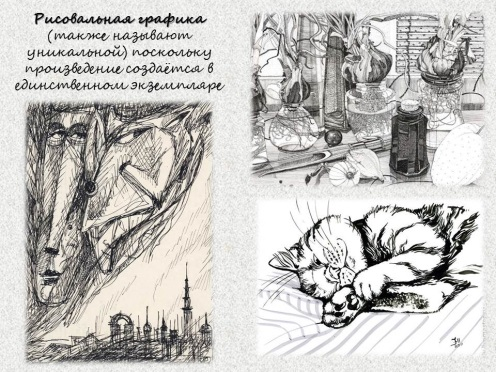 Рисовальная графика
(также называют
уникальной) поскольку
произведение создаётся в
единственном экземпляре